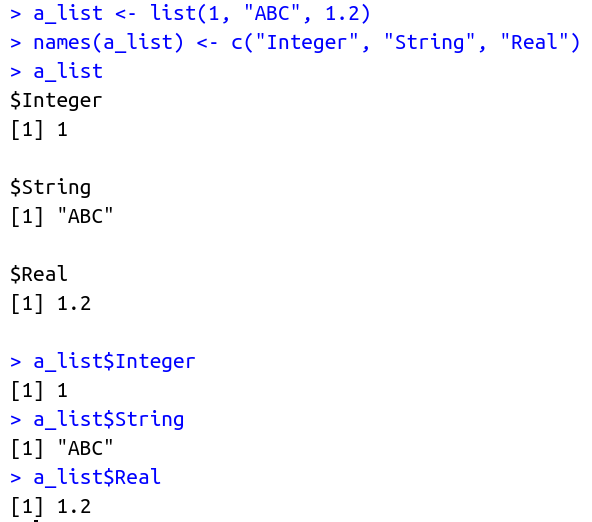 > a_list <- list(1, "ABC", 1.2)
> names(a_list) <- c("Integer", "String", "Real")
> a_list
$Integer
[1] 1

$String
[1] "ABC"

$Real
[1] 1.2

> a_list$Integer
[1] 1
> a_list$String
[1] "ABC"
> a_list$Real
[1] 1.2